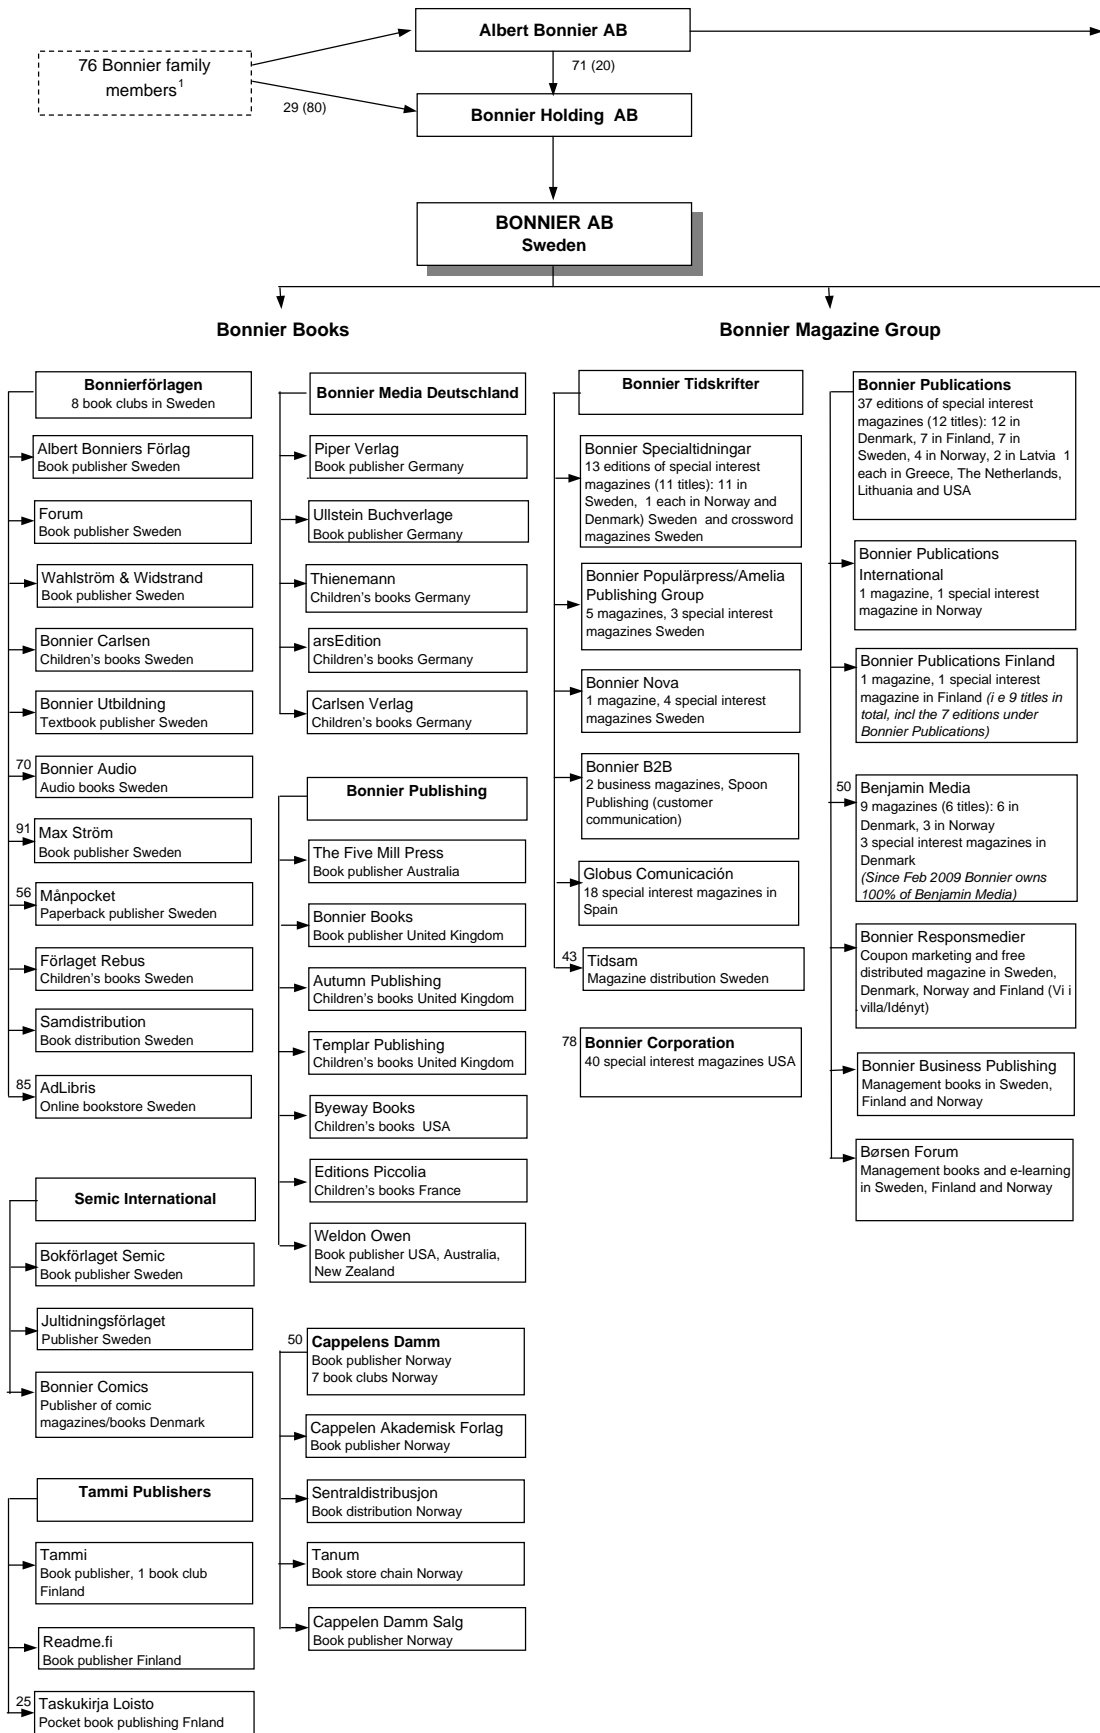 Albert Bonnier AB
76 Bonnier family
members1
71 (20)
29 (80)
Bonnier Holding AB
BONNIER AB
Sweden
Bonnier Books
Bonnier Magazine Group
Bonnierförlagen
8 book clubs in Sweden
Albert Bonniers Förlag
Book publisher Sweden
Forum
Book publisher Sweden
Wahlström & Widstrand
Book publisher Sweden
Bonnier Carlsen
Children's books Sweden
Bonnier Utbildning
Textbook publisher Sweden
70
Bonnier Audio
Audio books Sweden
91
Max Ström
Book publisher Sweden
56
Månpocket
Paperback publisher Sweden
Förlaget Rebus
Children's books Sweden
Samdistribution
Book distribution Sweden
85
AdLibris
Online bookstore Sweden
Semic International
Bokförlaget Semic
Book publisher Sweden
Jultidningsförlaget
Publisher Sweden
Bonnier Comics
Publisher of comic
magazines/books Denmark
Tammi Publishers
Tammi
Book publisher, 1 book club
Finland
Readme.fi
Book publisher Finland
25
Taskukirja Loisto
Pocket book publishing Fnland
Bonnier Media Deutschland
Piper Verlag
Book publisher Germany
Ullstein Buchverlage
Book publisher Germany
Thienemann
Children's books Germany
arsEdition
Children's books Germany
Carlsen Verlag
Children's books Germany
Bonnier Publishing
The Five Mill Press
Book publisher Australia
Bonnier Books
Book publisher United Kingdom
Autumn Publishing
Children's books United Kingdom
Templar Publishing
Children's books United Kingdom
Byeway Books
Children's books USA
Editions Piccolia
Children's books France
Weldon Owen
Book publisher USA, Australia,
New Zealand
50
Cappelens Damm
Book publisher Norway
7 book clubs Norway
Cappelen Akademisk Forlag
Book publisher Norway
Sentraldistribusjon
Book distribution Norway
Tanum
Book store chain Norway
Cappelen Damm Salg
Book publisher Norway
Bonnier Tidskrifter
Bonnier Specialtidningar
13 editions of special interest
magazines (11 titles): 11 in
Sweden, 1 each in Norway and
Denmark) Sweden and crossword
magazines Sweden
Bonnier Populärpress/Amelia
Publishing Group
5 magazines, 3 special interest
magazines Sweden
Bonnier Nova
1 magazine, 4 special interest
magazines Sweden
Bonnier B2B
2 business magazines, Spoon
Publishing (customer
communication)
Globus Comunicación
18 special interest magazines in
Spain
43
Tidsam
Magazine distribution Sweden
78
Bonnier Corporation
40 special interest magazines USA
Bonnier Publications
37 editions of special interest
magazines (12 titles): 12 in
Denmark, 7 in Finland, 7 in
Sweden, 4 in Norway, 2 in Latvia 1
each in Greece, The Netherlands,
Lithuania and USA
Bonnier Publications
International
1 magazine, 1 special interest
magazine in Norway
Bonnier Publications Finland
1 magazine, 1 special interest
magazine in Finland (i e 9 titles in
total, incl the 7 editions under
Bonnier Publications)
50
Benjamin Media
9 magazines (6 titles): 6 in
Denmark, 3 in Norway
3 special interest magazines in
Denmark
(Since Feb 2009 Bonnier owns
100% of Benjamin Media)
Bonnier Responsmedier
Coupon marketing and free
distributed magazine in Sweden,
Denmark, Norway and Finland (Vi i
villa/Idényt)
Bonnier Business Publishing
Management books in Sweden,
Finland and Norway
Børsen Forum
Management books and e-learning
in Sweden, Finland and Norway